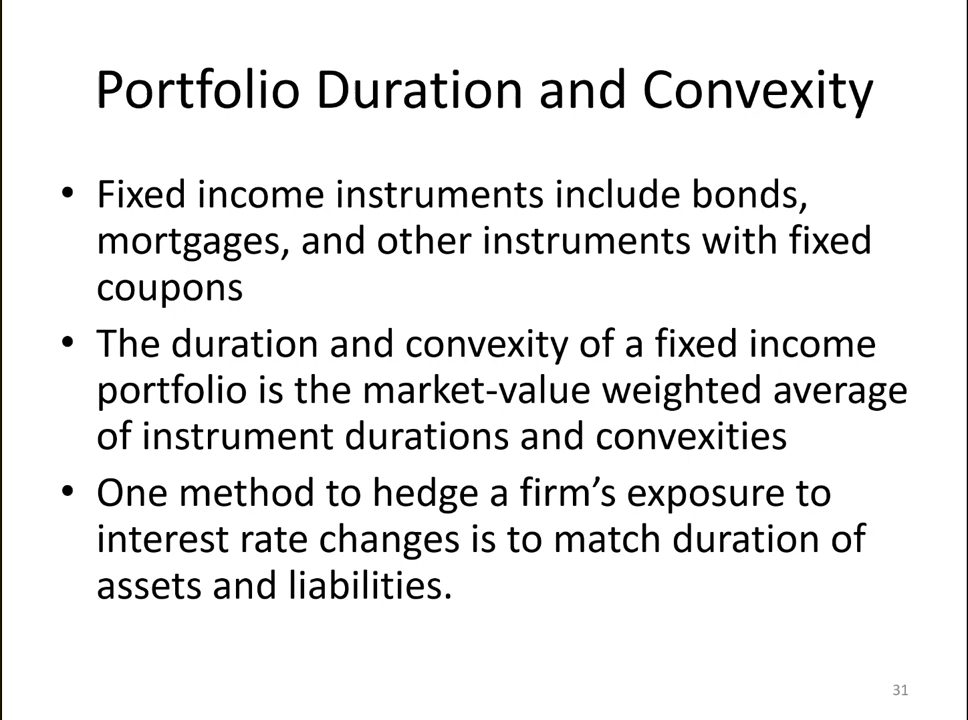 Portfolio Duration and Convexity
• Fixed income instruments include bonds,
mortgages, and other instruments with fixed
coupons
• The duration and convexity of a fixed income
portfolio is the market-value weighted average
of instrument durations and convexities
• One method to hedge a firm’s exposure to
interest rate changes is to match duration of
assets and liabilities.
31